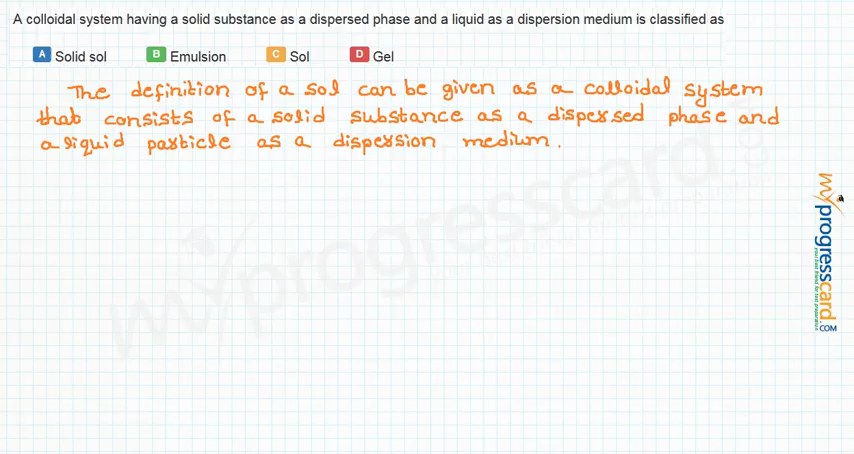 A colloidal system having a solid substance as a dispersed phase and a liquid as a dispersion medium is classified as
A Solid sol B Emulsion C Sol D Gel
The definition of a sol can be given as a colloidal system
that consists of a solid substance as a dispersed phase and
a liquid particle as a dispersion medium.
myprogresscard.com
myprogresscard